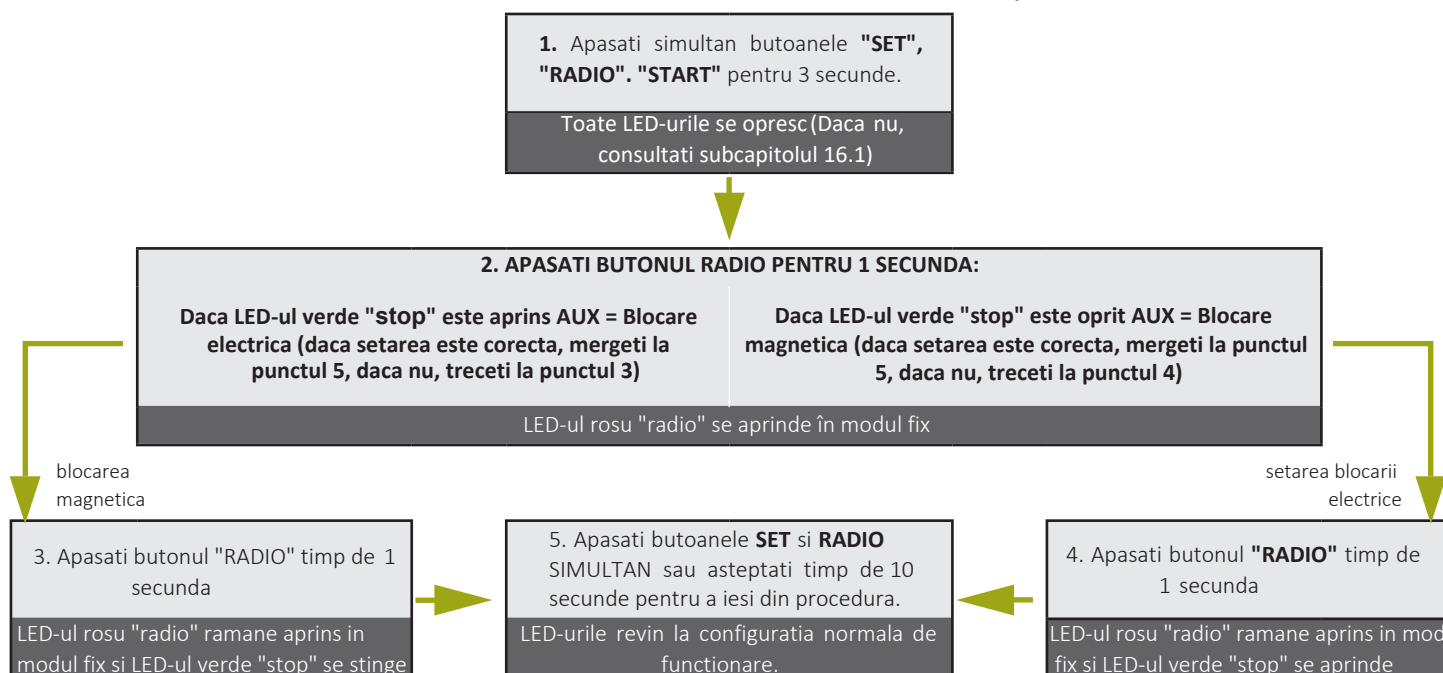 1. Apasati simultan butoanele "SET",
"RADIO". "START" pentru 3 secunde.
Toate LED-urile se opresc (Daca nu,
consultati subcapitolul 16.1)
2. APASATI BUTONUL RADIO PENTRU 1 SECUNDA:
Daca LED-ul verde "stop" este aprins AUX = Blocare
electrica (daca setarea este corecta, mergeti la
punctul 5, daca nu, treceti la punctul 3)
Daca LED-ul verde "stop" este oprit AUX = Blocare
magnetica (daca setarea este corecta, mergeti la punctul
5, daca nu, treceti la punctul 4)
LED-ul rosu "radio" se aprinde în modul fix
blocarea
magnetica
setarea blocarii
electrice
3. Apasati butonul "RADIO" timp de 1
secunda
LED-ul rosu "radio" ramane aprins in
modul fix si LED-ul verde "stop" se stinge
5. Apasati butoanele SET si RADIO
SIMULTAN sau asteptati timp de 10
secunde pentru a iesi din procedura.
LED-urile revin la configuratia normala de
functionare.
4. Apasati butonul "RADIO" timp de
1 secunda
LED-ul rosu "radio" ramane aprins in mod
fix si LED-ul verde "stop" se aprinde